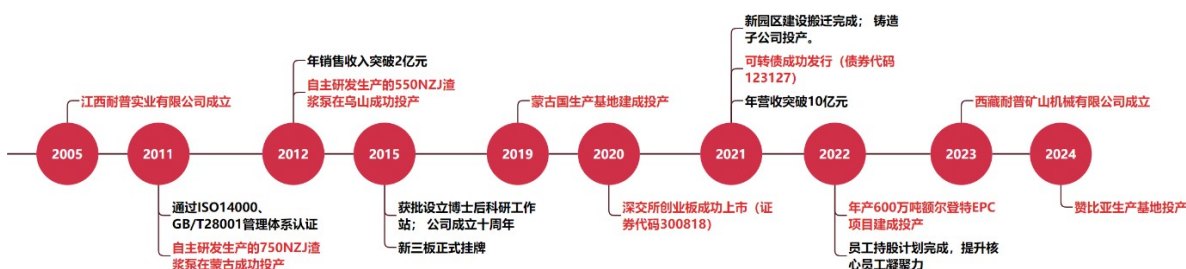 2005
江西耐普实业有限公司成立
2011
通过ISO14000、
GB/T28001管理体系认证
自主研发生产的750NZJ渣
浆泵在蒙古成功投产
2012
年销售收入突破2亿元
自主研发生产的550NZJ渣
浆泵在乌山成功投产
2015
获批设立博士后科研工作
站； 公司成立十周年
新三板正式挂牌
2019
蒙古国生产基地建成投产
2020
深交所创业板成功上市（证
券代码300818）
2021
新园区建设搬迁完成； 铸造
子公司投产。
可转债成功发行（债券代码
123127）
年营收突破10亿元
2022
年产600万吨额尔登特EPC
项目建成投产
员工持股计划完成，提升核
心员工凝聚力
2023
西藏耐普矿山机械有限公司成立
2024
赞比亚生产基地投产